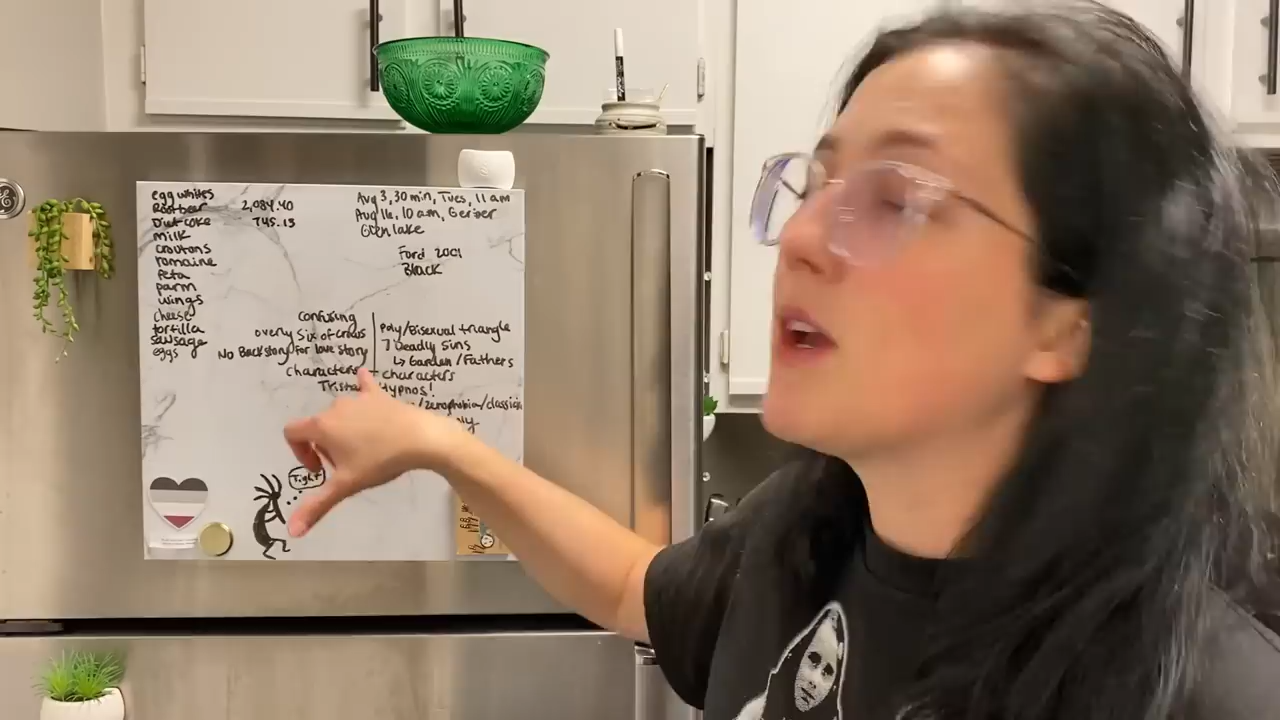 egg whites
Root beer
Diet coke
milk
croutons
romaine
feta
parm
wings
cheese
tortilla
sausage
eggs
2,084.40
745.13
Aug 3, 30 min, Tues, 11 am
Aug 16, 10 am, Gerber
Glen lake
Ford 2001
Black
confusing
overly six of crows
No Backstory for love story
characters
Poly/Bisexual triangle
7 Deadly Sins
↳ Garden/Fathers
+ characters
Hypnos!
Tight
GE